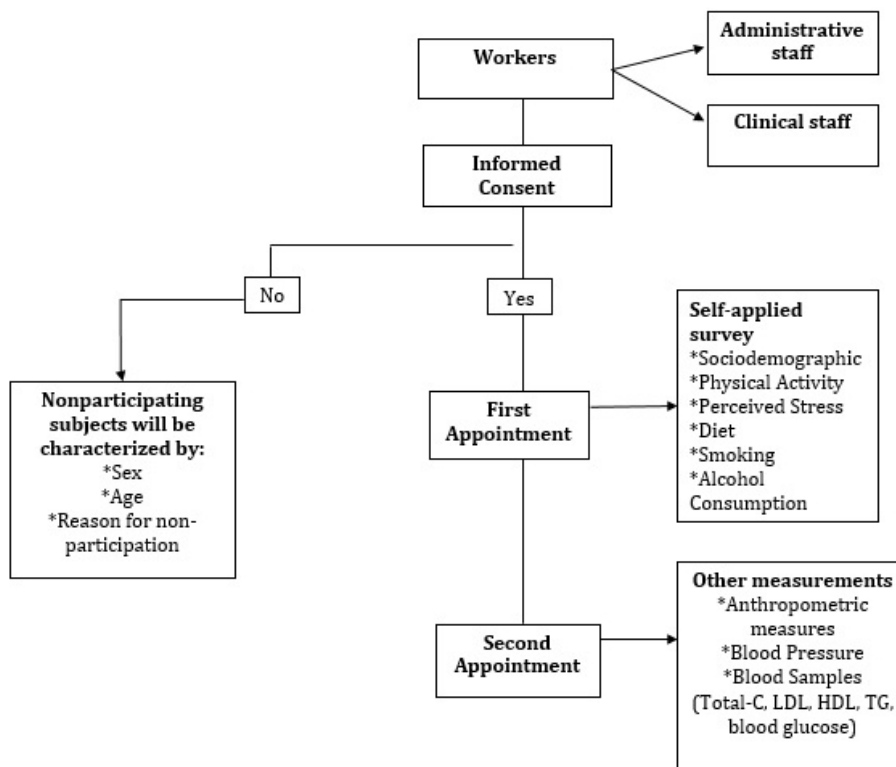 Workers
Administrative
staff
Clinical staff
Informed
Consent
No
Yes
Nonparticipating
subjects will be
characterized by:
*Sex
*Age
*Reason for non-
participation
First
Appointment
Self-applied
survey
*Sociodemographic
*Physical Activity
*Perceived Stress
*Diet
*Smoking
*Alcohol
Consumption
Second
Appointment
Other measurements
*Anthropometric
measures
*Blood Pressure
*Blood Samples
(Total-C, LDL, HDL, TG,
blood glucose)